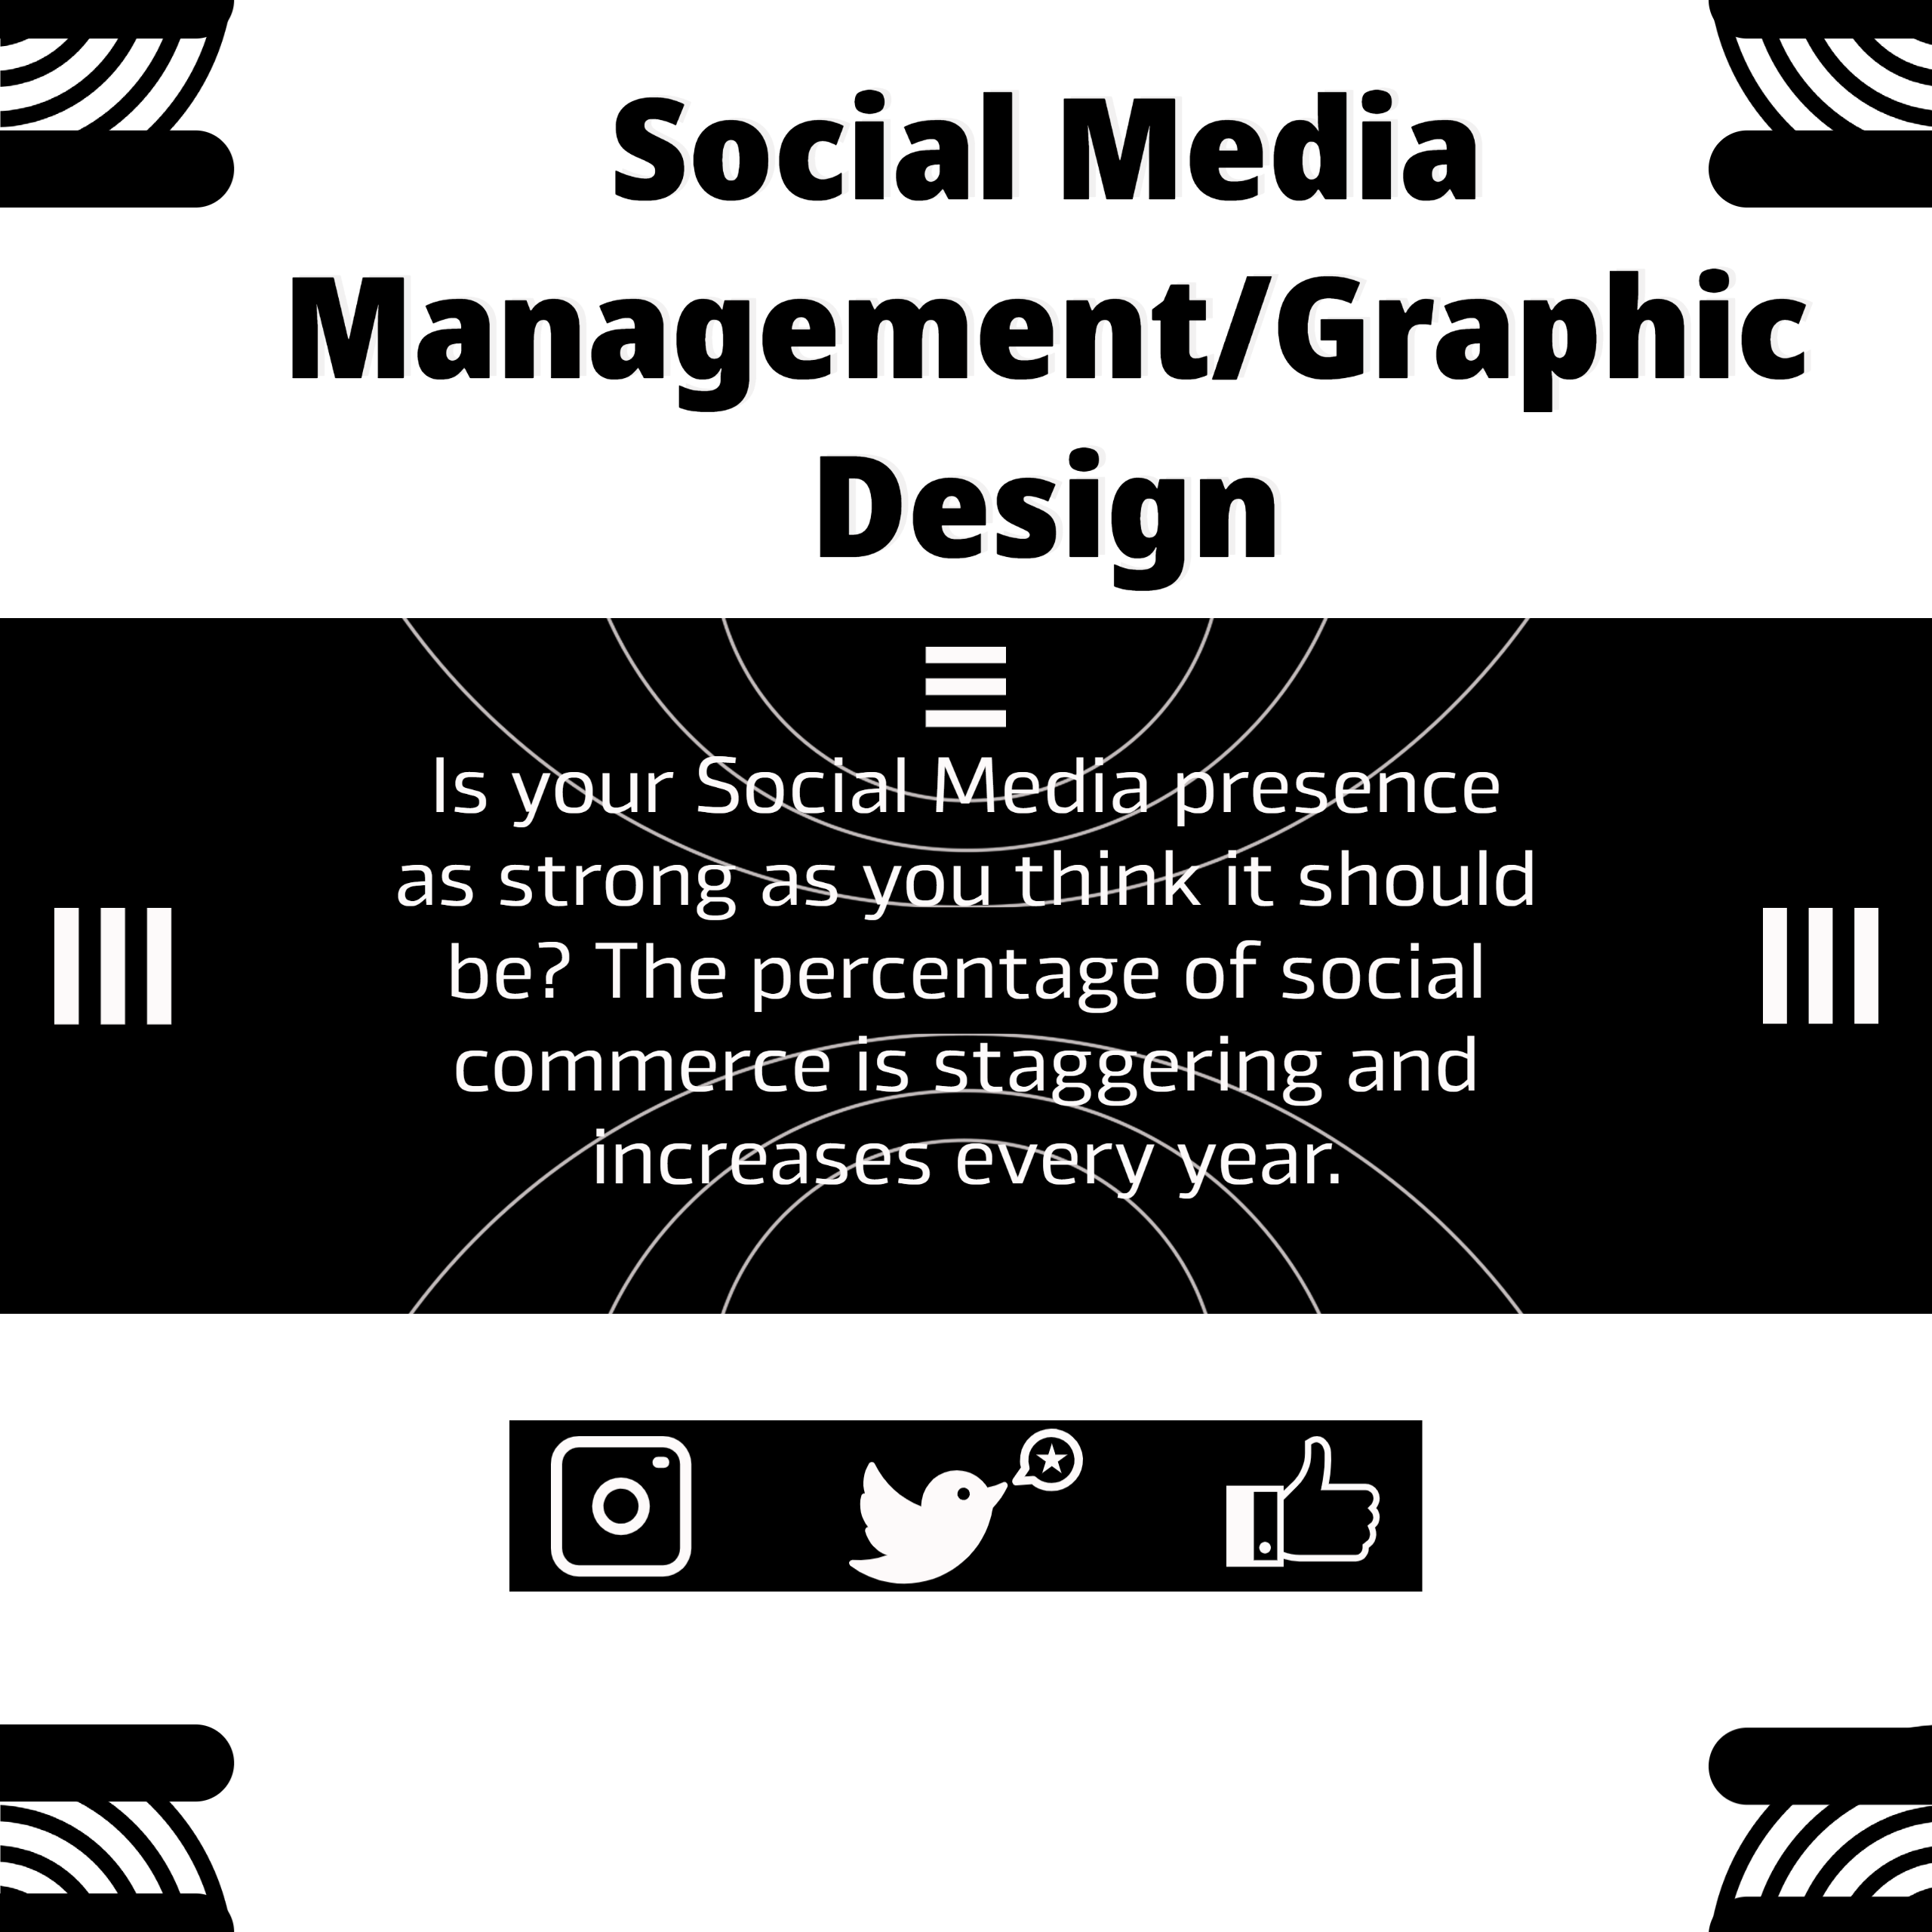 Social Media
Management/Graphic
Design
Is your Social Media presence
as strong as you think it should
be? The percentage of social
commerce is staggering and
increases every year.